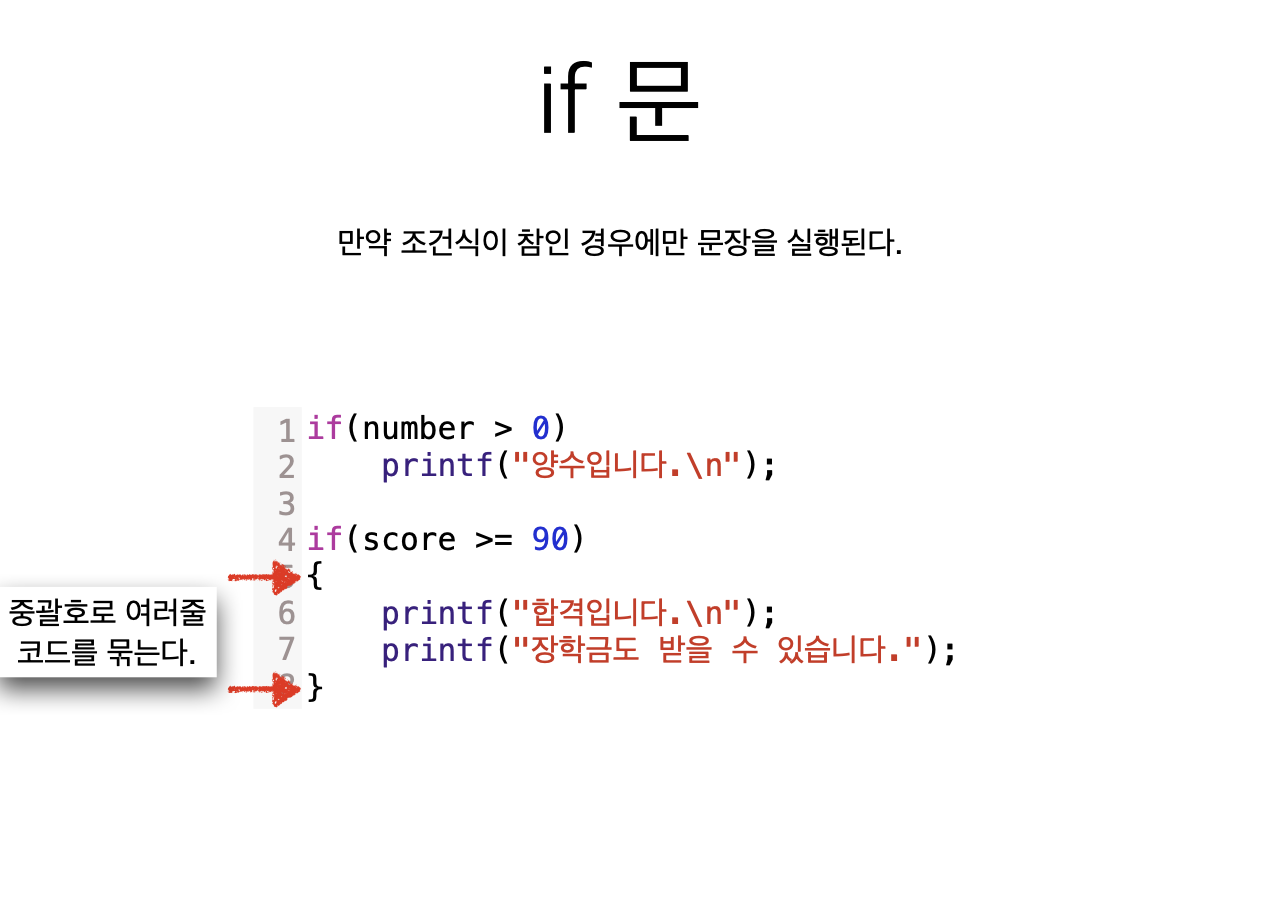 if 문
만약 조건식이 참인 경우에만 문장을 실행된다.
1 if(number > 0)
2 printf("양수입니다.\n");
3
4 if(score >= 90)
{
중괄호로 여러줄
코드를 묶는다.
6 printf("합격입니다.\n");
7 printf("장학금도 받을 수 있습니다.");
}